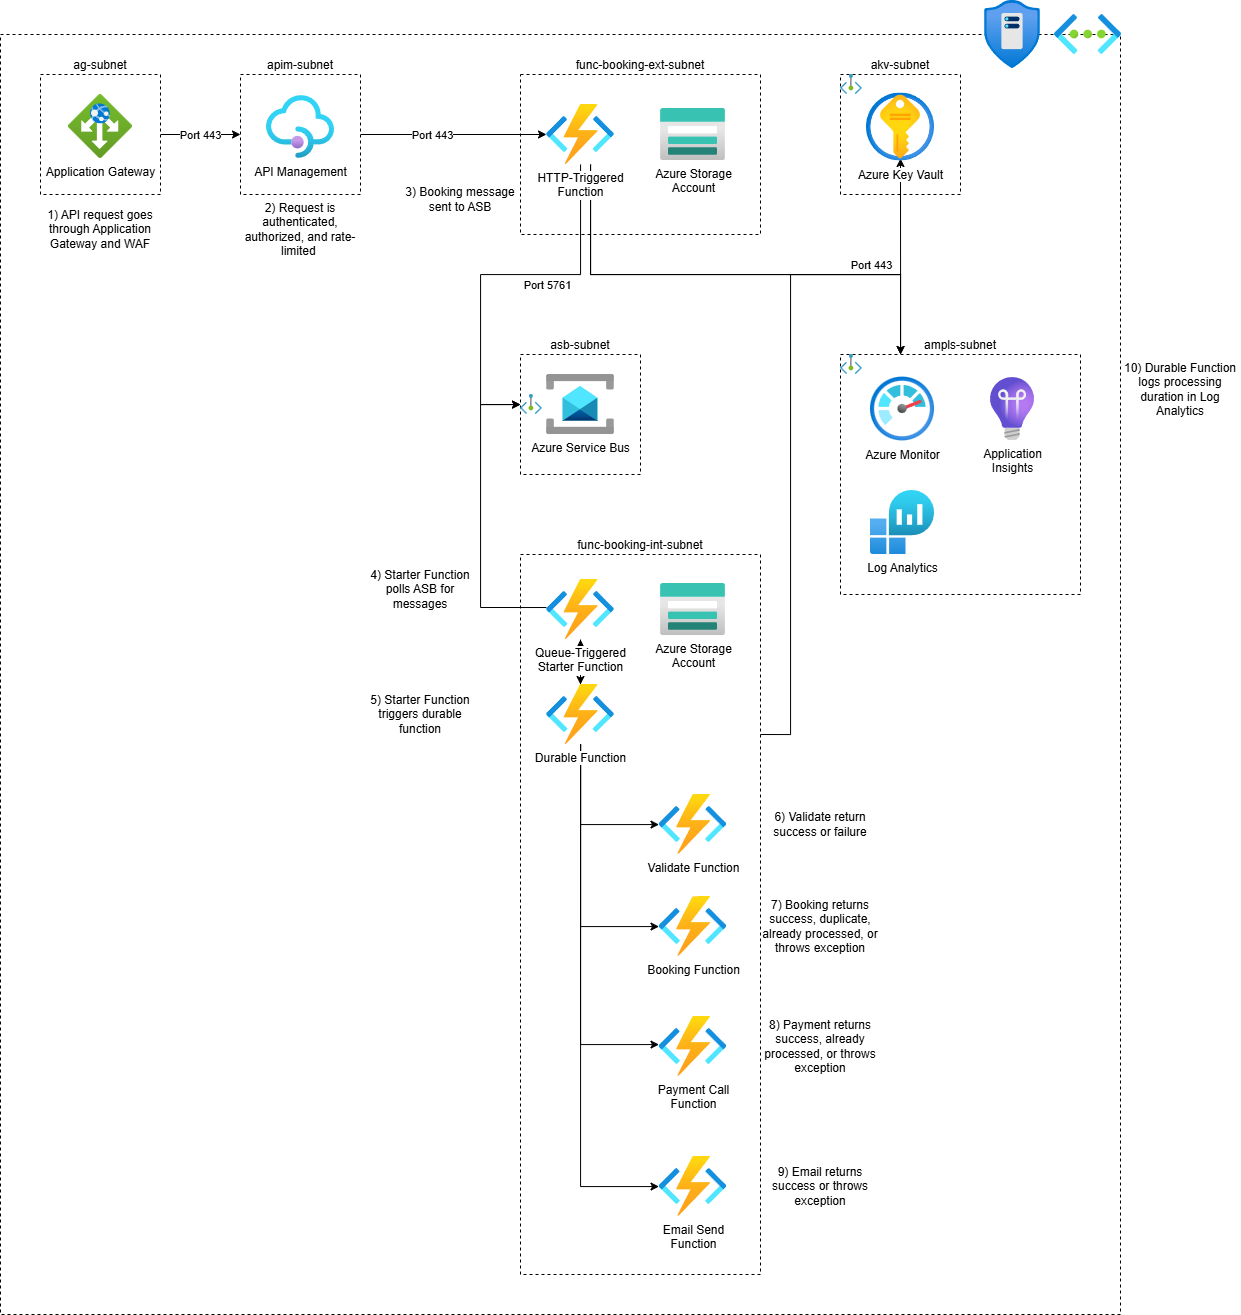 ag-subnet
apim-subnet
func-booking-ext-subnet
akv-subnet
Port 443
Port 443
Application Gateway
API Management
HTTP-Triggered
Function
Azure Storage
Account
Azure Key Vault
1) API request goes
through Application
Gateway and WAF
2) Request is
authenticated,
authorized, and rate-
limited
3) Booking message
sent to ASB
Port 443
Port 5761
asb-subnet
ampls-subnet
Azure Service Bus
Azure Monitor
Application
Insights
Log Analytics
10) Durable Function
logs processing
duration in Log
Analytics
func-booking-int-subnet
4) Starter Function
polls ASB for
messages
Queue-Triggered
Starter Function
Azure Storage
Account
5) Starter Function
triggers durable
function
Durable Function
6) Validate return
success or failure
Validate Function
7) Booking returns
success, duplicate,
already processed, or
throws exception
Booking Function
8) Payment returns
success, already
processed, or throws
exception
Payment Call
Function
9) Email returns
success or throws
exception
Email Send
Function